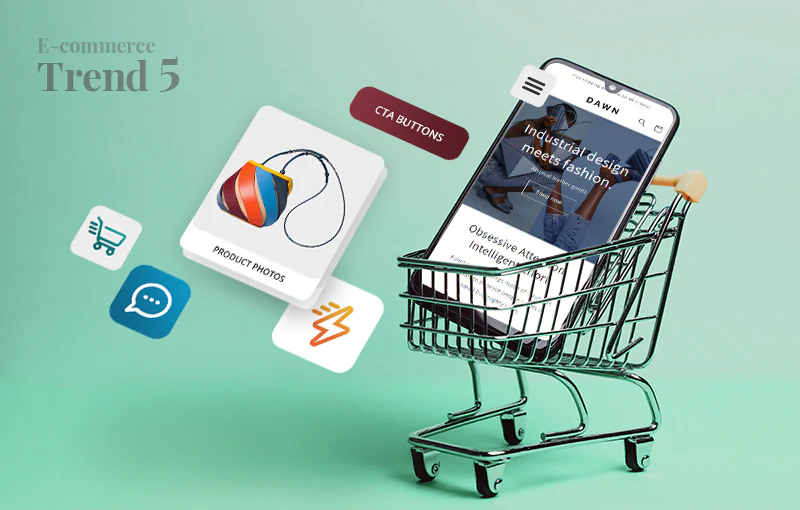 E-commerce
Trend 5
CTA BUTTONS
PRODUCT PHOTOS
DAWN
Industrial design
meets fashion.
Atypical leather goods
Shop now
Obsessive Attention.
Intelligent Effort.